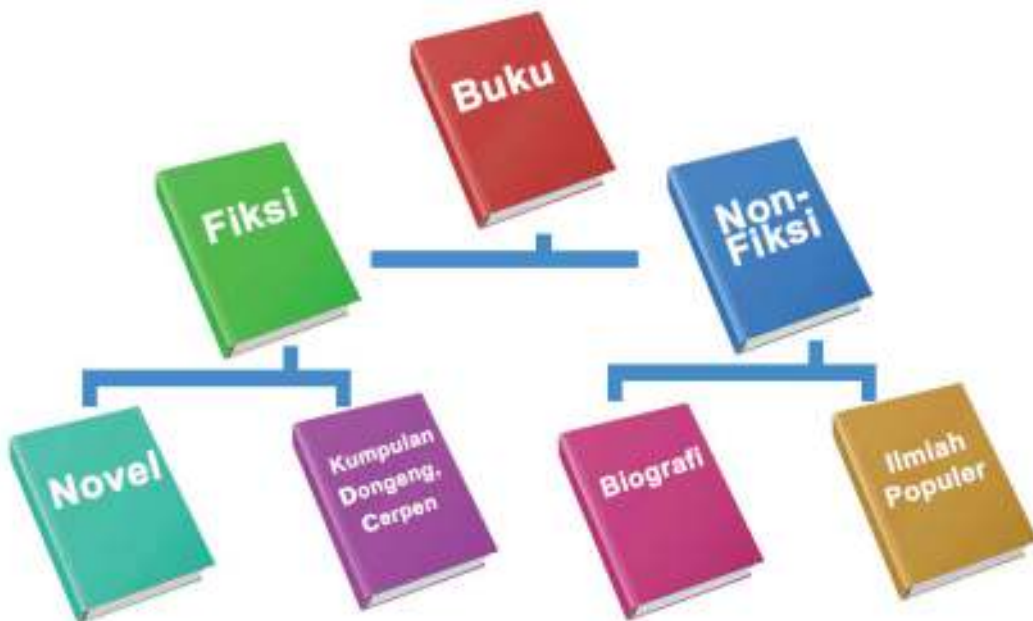 Buku
Fiksi
Non-
Fiksi
Novel
Kumpulan
Dongeng,
Cerpen
Biografi
Ilmiah
Populer